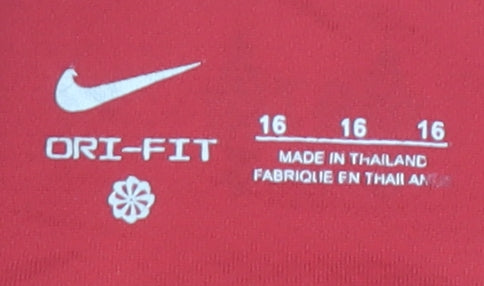 DRI-FIT
16 16 16
MADE IN THAILAND
FABRIQUE EN